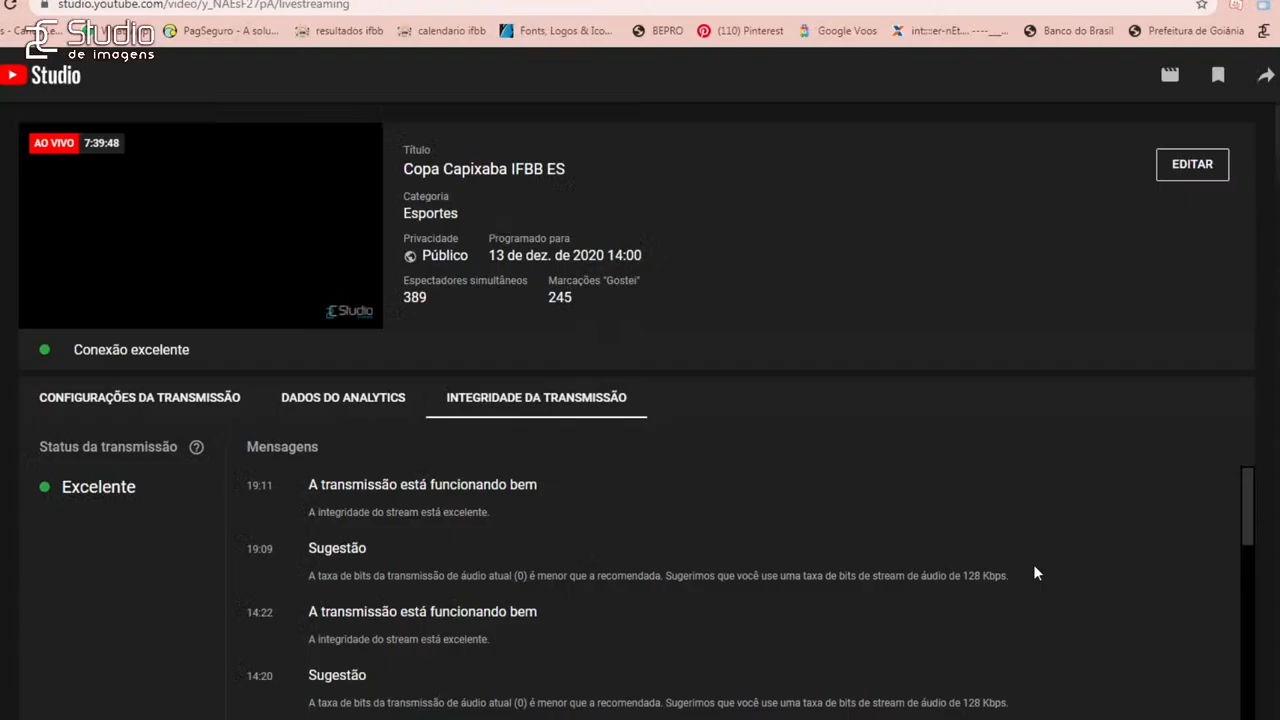 studio.youtube.com/video/y_NAEsF27pA/livestreaming
PagSeguro - A solu... resultados ifbb calendario ifbb Fonts, Logos & Ico... BEPRO (110) Pinterest Google Voos int:::er-nEt... ----__... Banco do Brasil Prefeitura de Goiânia
Studio
de imagens
Studio
AO VIVO 7:39:48
Título
Copa Capixaba IFBB ES
EDITAR
Categoria
Esportes
Privacidade Programado para
Público 13 de dez. de 2020 14:00
Espectadores simultâneos Marcações "Gostei"
389 245
Studio
Conexão excelente
CONFIGURAÇÕES DA TRANSMISSÃO DADOS DO ANALYTICS INTEGRIDADE DA TRANSMISSÃO
Status da transmissão ? Mensagens
Excelente
19:11 A transmissão está funcionando bem
A integridade do stream está excelente.
19:09 Sugestão
A taxa de bits da transmissão de áudio atual (0) é menor que a recomendada. Sugerimos que você use uma taxa de bits de stream de áudio de 128 Kbps.
14:22 A transmissão está funcionando bem
A integridade do stream está excelente.
14:20 Sugestão
A taxa de bits da transmissão de áudio atual (0) é menor que a recomendada. Sugerimos que você use uma taxa de bits de stream de áudio de 128 Kbps.